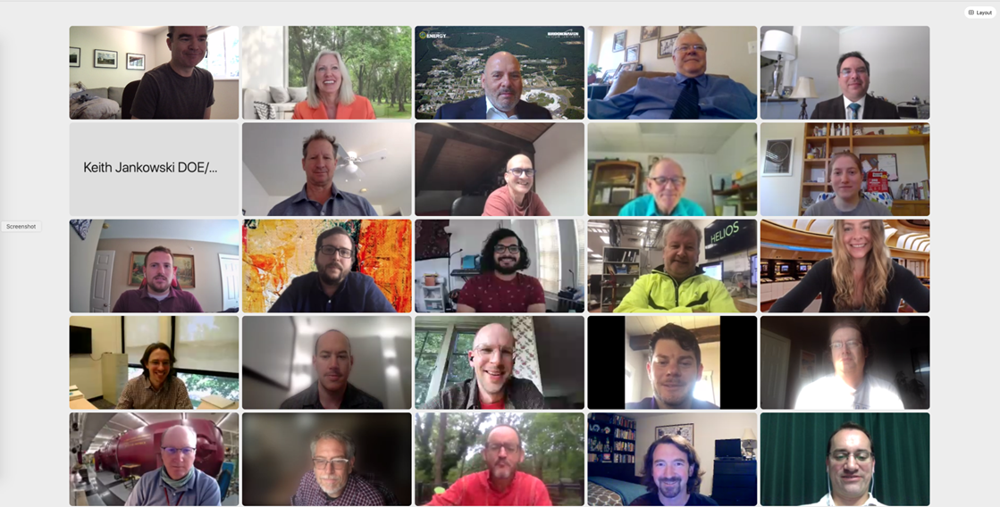 Layout
ENERGY
BROOKHAVEN
Keith Jankowski DOE/...
Screenshot
HELIOS